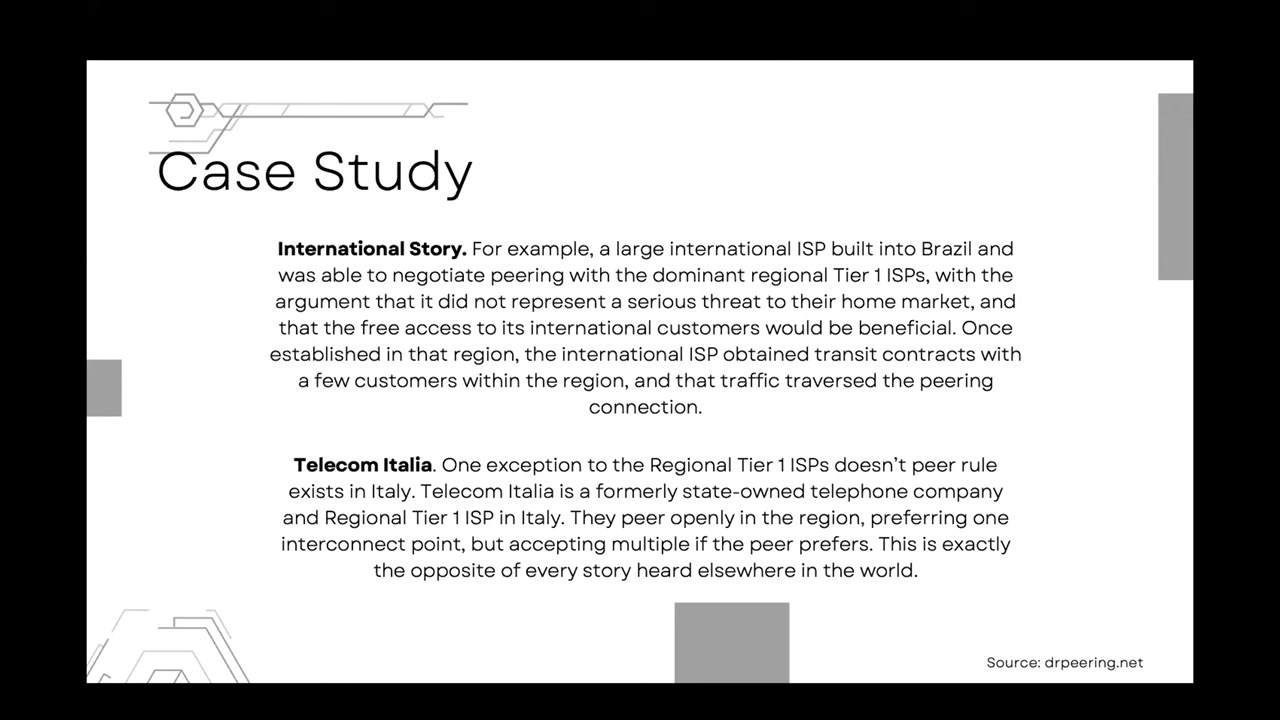 Case Study
International Story. For example, a large international ISP built into Brazil and
was able to negotiate peering with the dominant regional Tier 1 ISPs, with the
argument that it did not represent a serious threat to their home market, and
that the free access to its international customers would be beneficial. Once
established in that region, the international ISP obtained transit contracts with
a few customers within the region, and that traffic traversed the peering
connection.
Telecom Italia. One exception to the Regional Tier 1 ISPs doesn’t peer rule
exists in Italy. Telecom Italia is a formerly state-owned telephone company
and Regional Tier 1 ISP in Italy. They peer openly in the region, preferring one
interconnect point, but accepting multiple if the peer prefers. This is exactly
the opposite of every story heard elsewhere in the world.
Source: drpeering.net